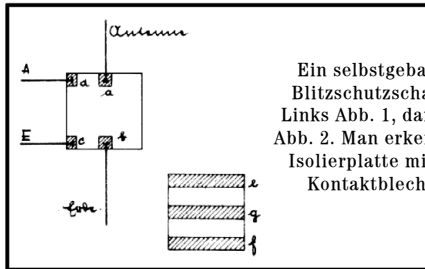 Antenne
A
d
a
E
c
b
Erde
e
g
f
Ein selbstgeba
Blitzschutzscha
Links Abb. 1, da
Abb. 2. Man erke
Isolierplatte mi
Kontaktblech